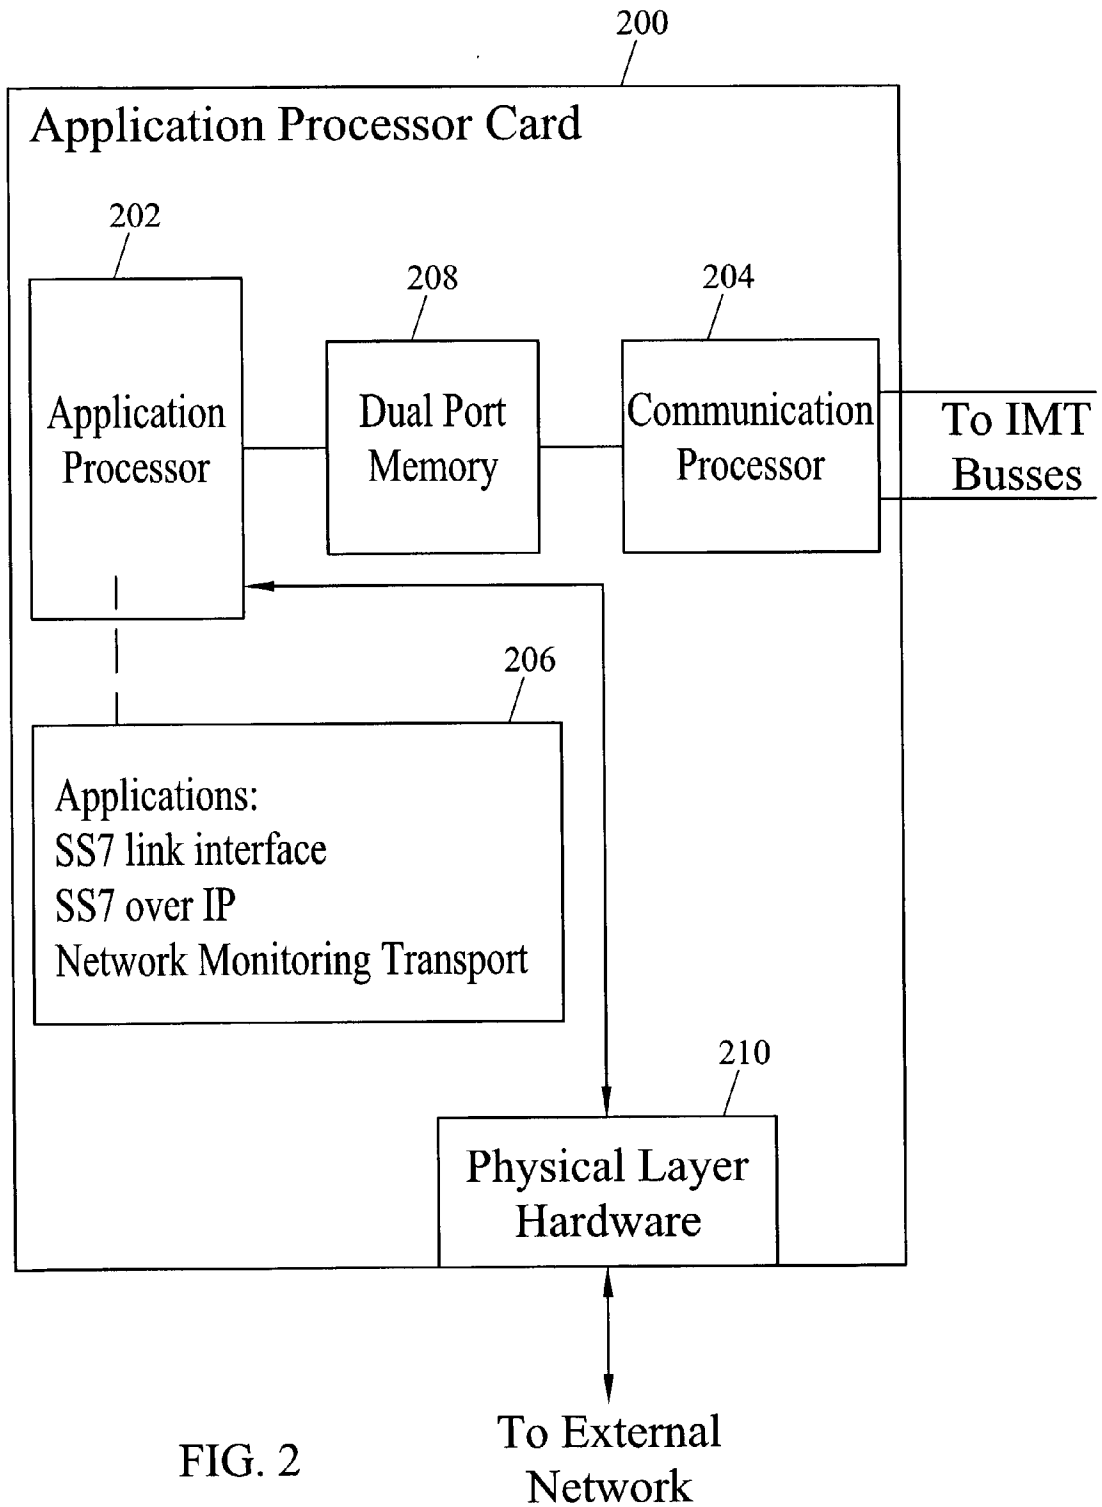 200
Application Processor Card
202
208
204
Application
Processor
Dual Port
Memory
Communication
Processor
To IMT
Busses
206
Applications:
SS7 link interface
SS7 over IP
Network Monitoring Transport
210
Physical Layer
Hardware
To External
Network
FIG. 2